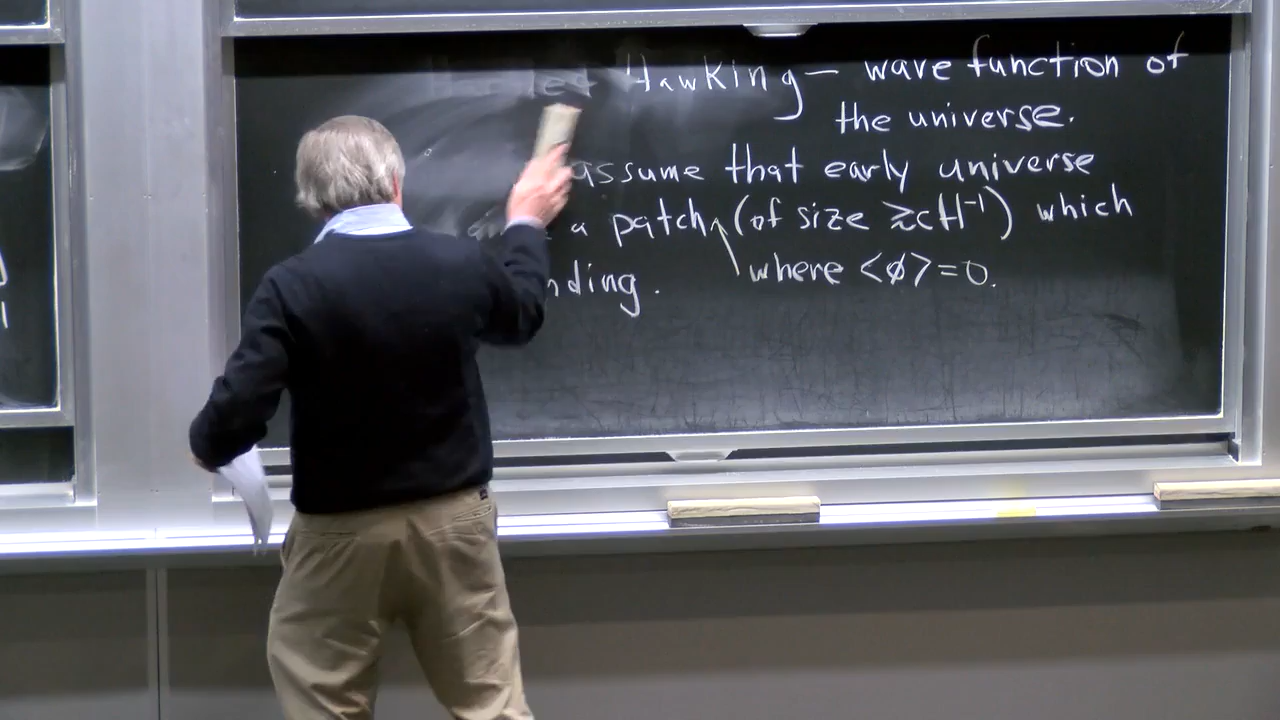 Hawking — wave function of
the universe.
assume that early universe
a patch (of size ≳cH⁻¹) which
where <ϕ>=0.
nding.